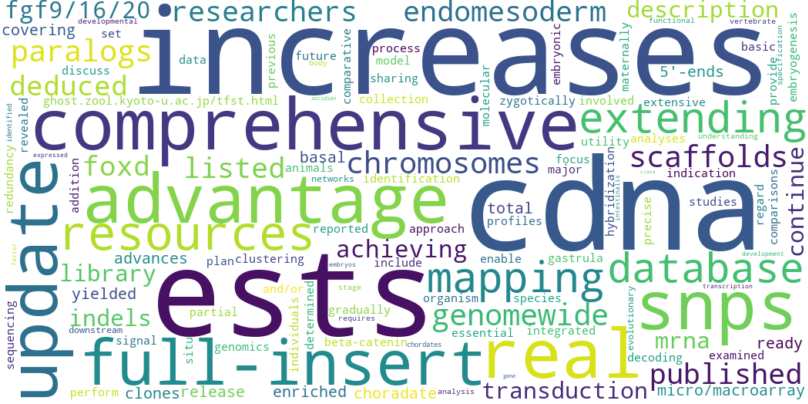 fgf9/16/20
developmental
researchers
endomesoderm
description
functional
vertebrate
covering
set
paralogs
discuss
data
increases
future
body
previous
comparative
process
model
sharing
molecular
embryonic
maternally
5'-ends
basic
provide
specification
embryogenesis
deduced
ghost.zool.kyoto-u.ac.jp/tfst.html
ascidian
collection
zygotically
involved
extensive
extending
identified
revealed
comprehensive
utility
analyses
understanding
redundancy
expressed
addition
foxd
listed
animals
basal
networks
chromosomes
identification
focus
major
hybridization
scaffolds
indication
continue
update
advantage
cdna
ciona
intestinalis
total
profiles
studies
precise
regard
comparisons
resources
reported
approach
factor
advances
plan
clustering
achieving
include
enable
gastrula
evolutionary
development
library
yielded
ests
and/or
embryos
stage
mapping
organism
species
database
transcription
indels
partial
gradually
requires
determined
individuals
genomewide
essential
integrated
snps
sequencing
downstream
signal
situ
genomics
beta-catenin
chordates
real
decoding
mrna
examined
ready
full-insert
gene
published
perform
clones
release
enriched
choradate
analysis
transduction
micro/macroarray